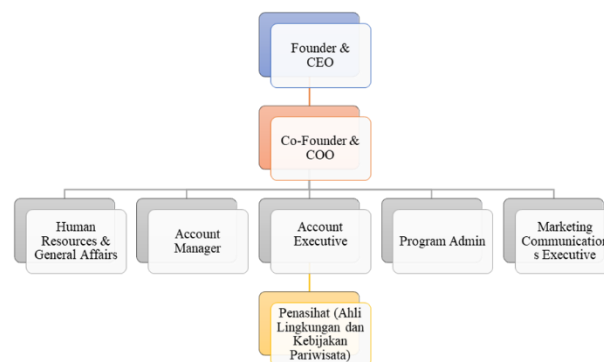 Founder &
CEO
Co-Founder &
COO
Human
Resources &
General Affairs
Account
Manager
Account
Executive
Program Admin
Marketing
Communication
s Executive
Penasihat (Ahli
Lingkungan dan
Kebijakan
Pariwisata)